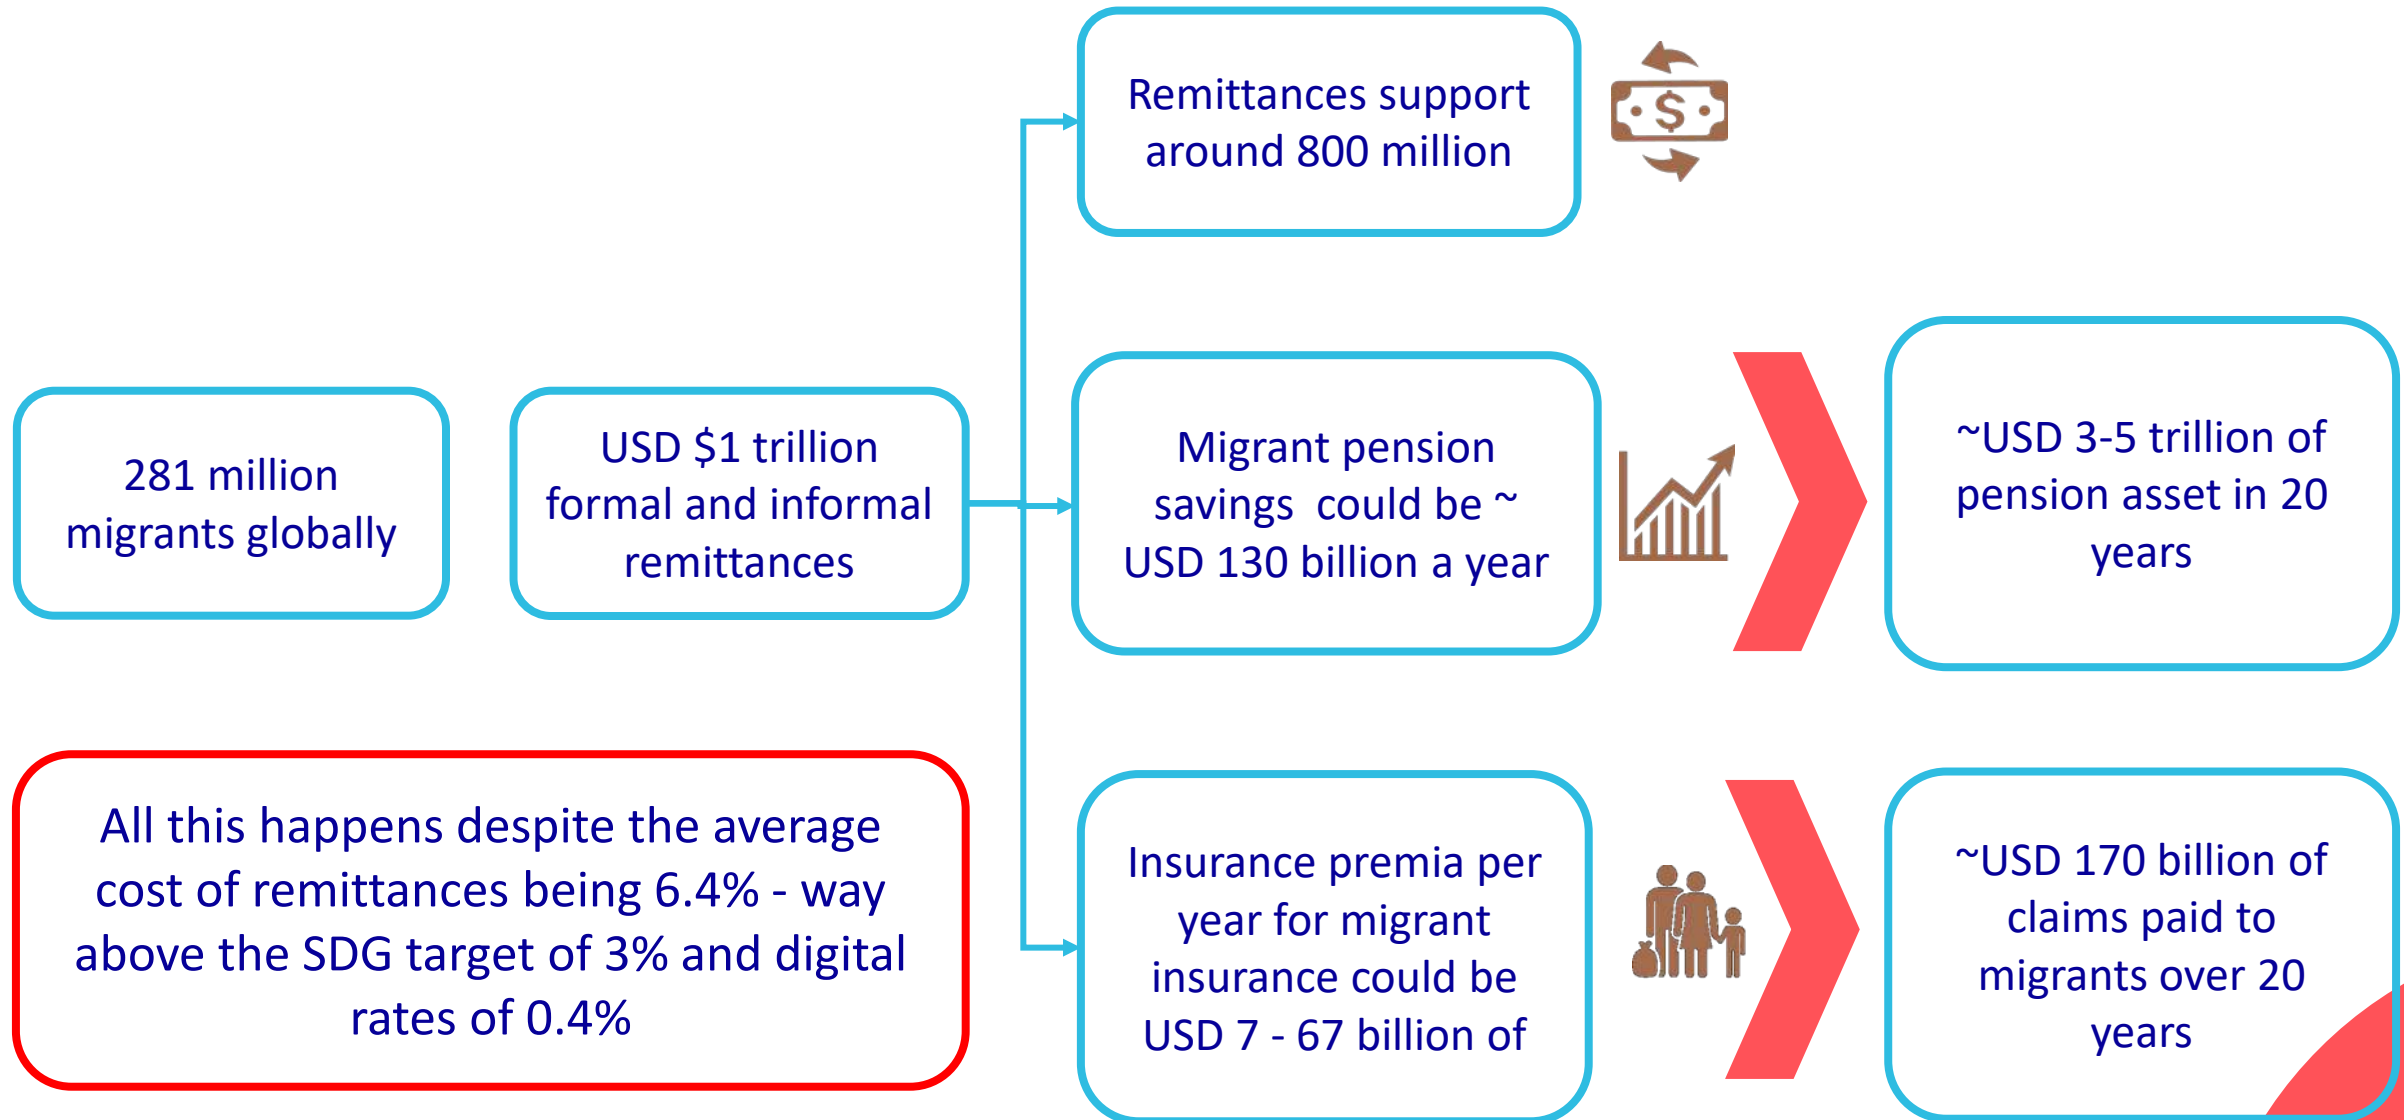 281 million
migrants globally
USD $1 trillion
formal and informal
remittances
Remittances support
around 800 million
Migrant pension
savings  could be ~
USD 130 billion a year
~USD 3-5 trillion of
pension asset in 20
years
All this happens despite the average
cost of remittances being 6.4% - way
above the SDG target of 3% and digital
rates of 0.4%
Insurance premia per
year for migrant
insurance could be
USD 7 - 67 billion of
~USD 170 billion of
claims paid to
migrants over 20
years